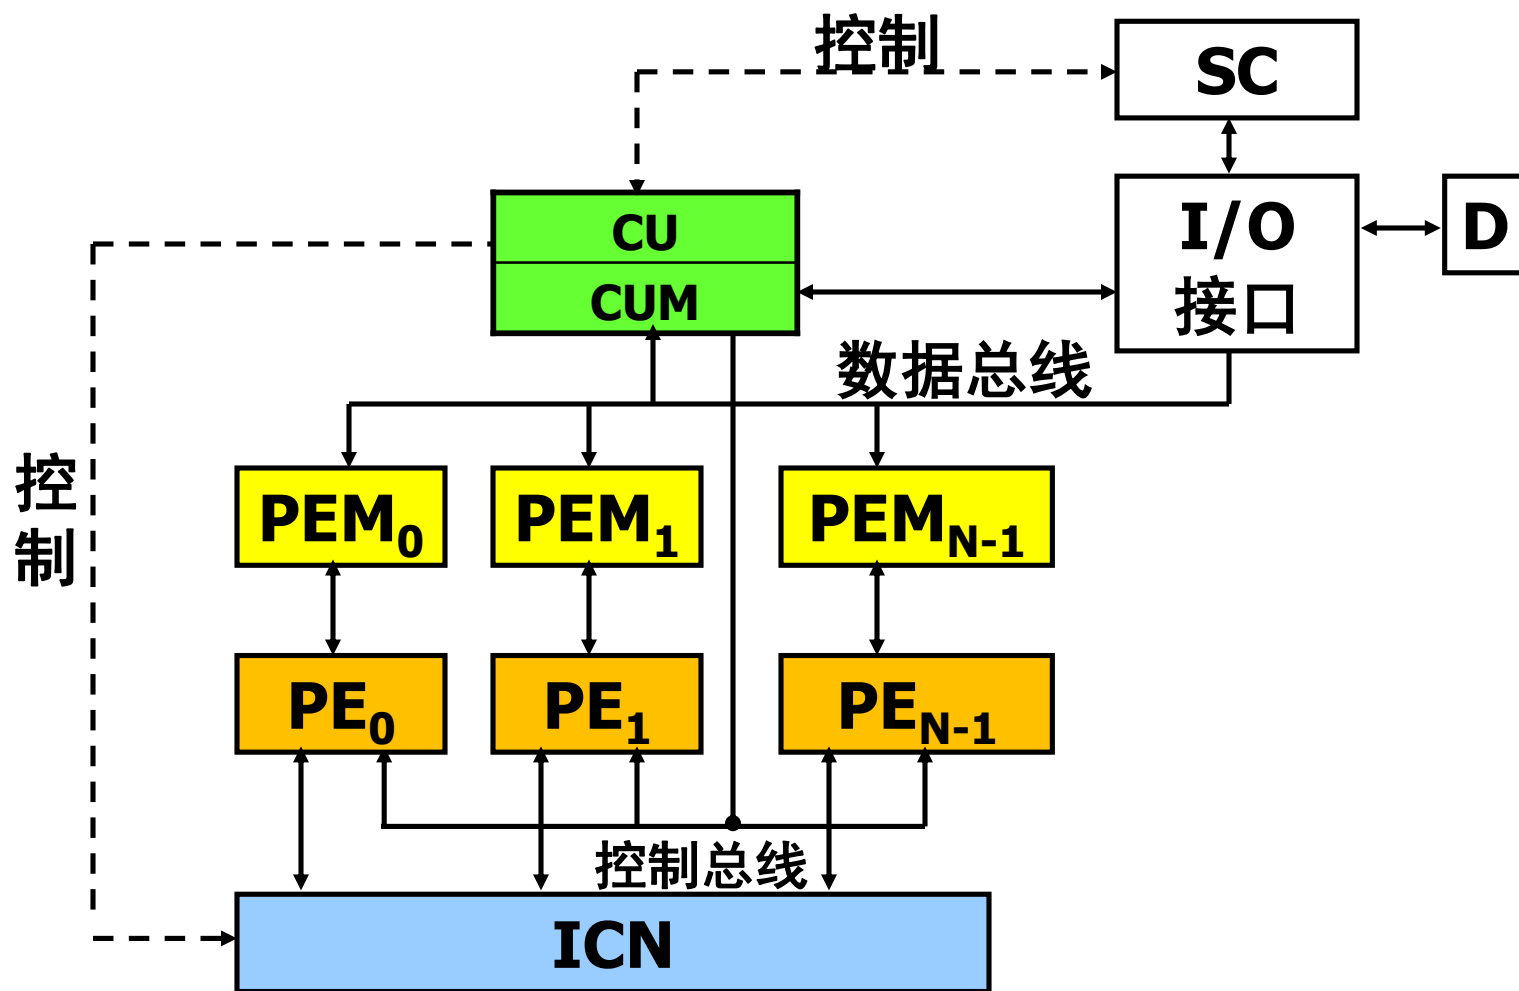 控制
SC
CU
CUM
I/O
接口
D
数据总线
控
制
PEM0
PEM1
PEMN-1
PE0
PE1
PEN-1
控制总线
ICN